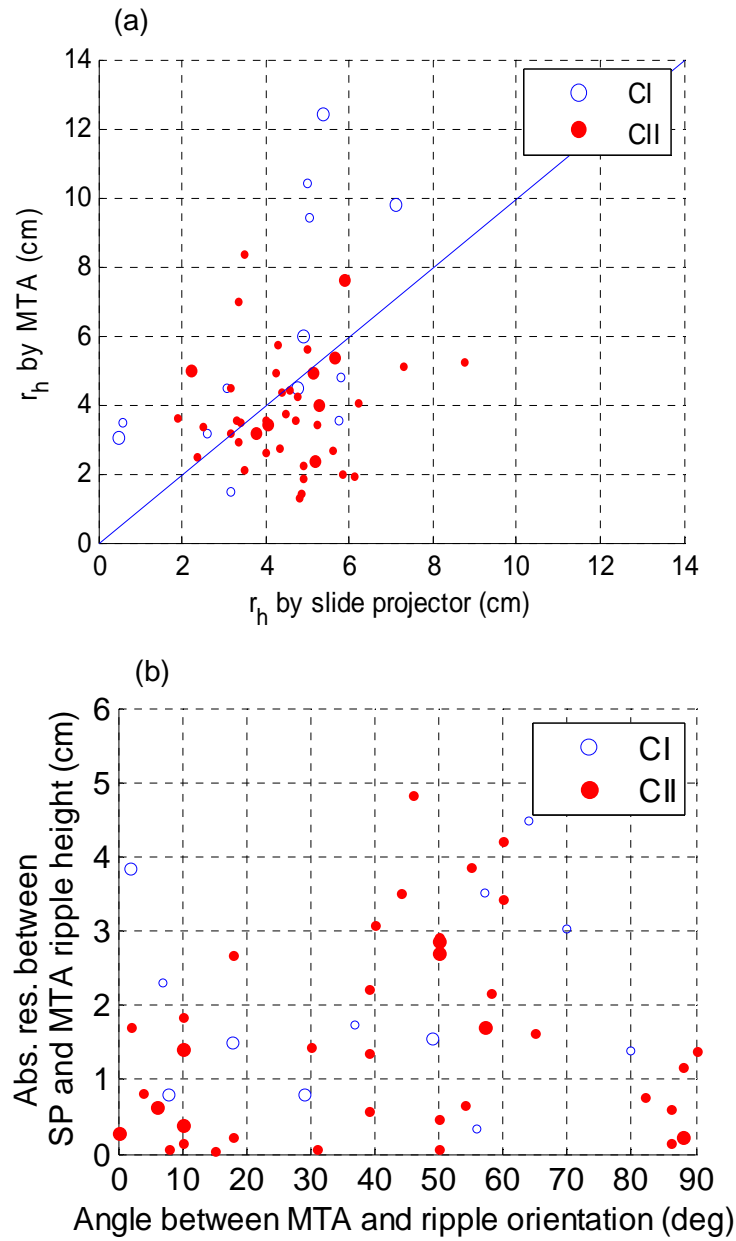 (a)
14
12
10
8
6
4
2
0
r_h by MTA (cm)
CI
CII
0 2 4 6 8 10 12 14
r_h by slide projector (cm)
(b)
6
5
4
3
2
1
0
Abs. res. between
SP and MTA ripple height (cm)
CI
CII
0 10 20 30 40 50 60 70 80 90
Angle between MTA and ripple orientation (deg)